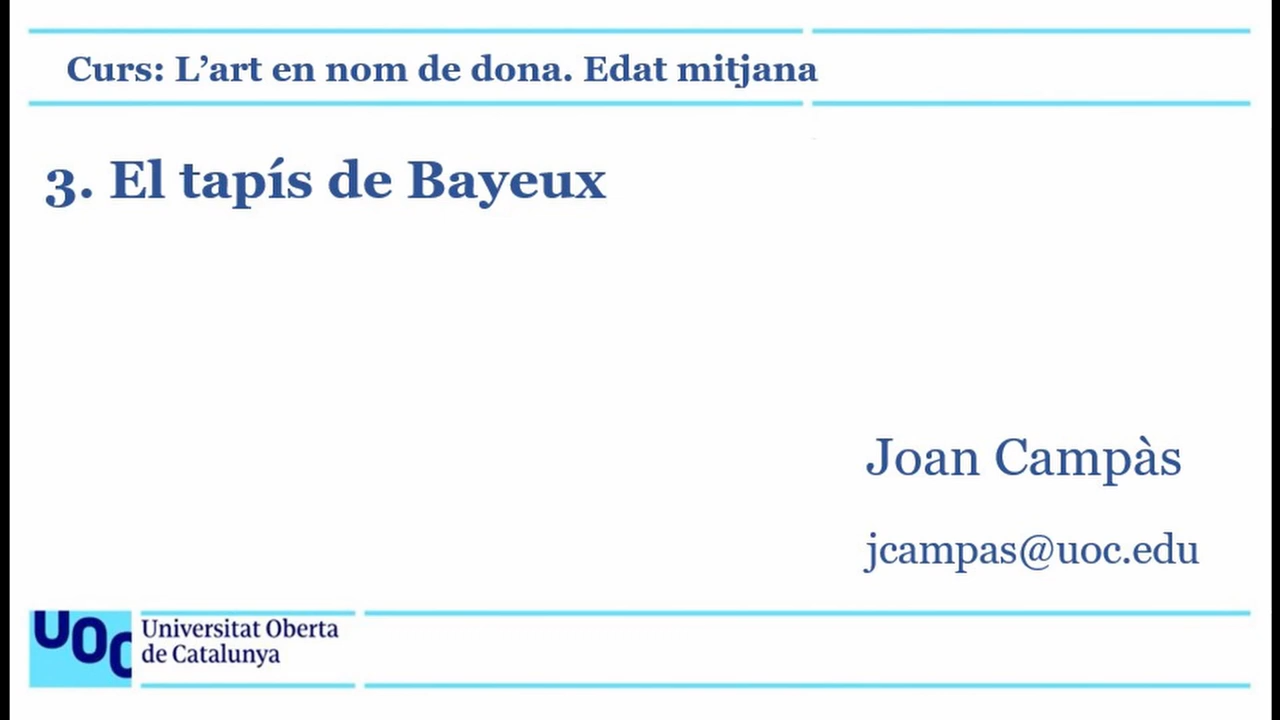 Curs: L’art en nom de dona. Edat mitjana
3. El tapís de Bayeux
Joan Campàs
jcampas@uoc.edu
UOC
Universitat Oberta
de Catalunya